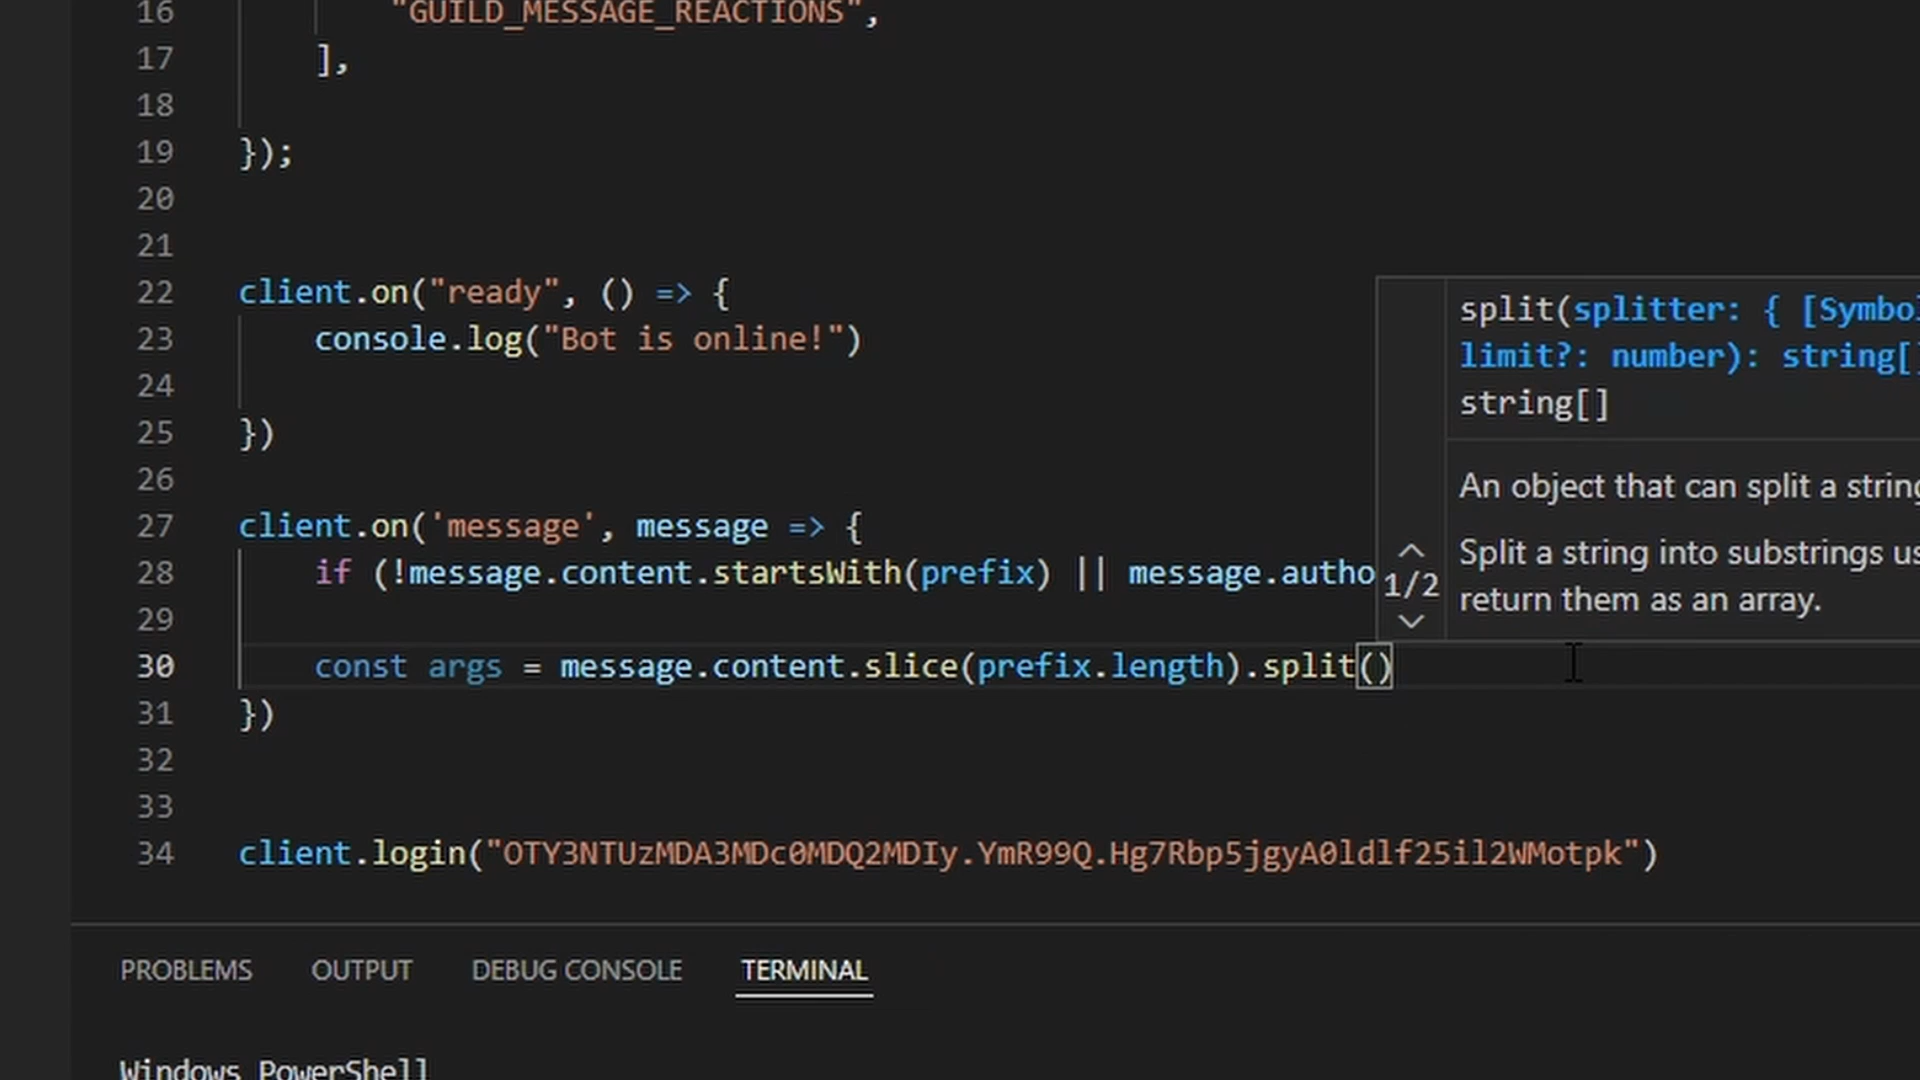 16 "GUILD_MESSAGE_REACTIONS",
17 ],
18
19 });
20
21
22 client.on("ready", () => {
23 console.log("Bot is online!")
24
25 })
26
27 client.on('message', message => {
28 if (!message.content.startsWith(prefix) || message.autho
29
30 const args = message.content.slice(prefix.length).split()
31 })
32
33
34 client.login("OTY3NTUzMDA3MDc0MDQ2MDIy.YmR99Q.Hg7Rbp5jgyA0ldlf25il2WMotpk")
split(splitter: { [Symbol
limit?: number): string[]
string[]
An object that can split a string
Split a string into substrings us
1/2
return them as an array.
PROBLEMS OUTPUT DEBUG CONSOLE TERMINAL
Windows PowerShell